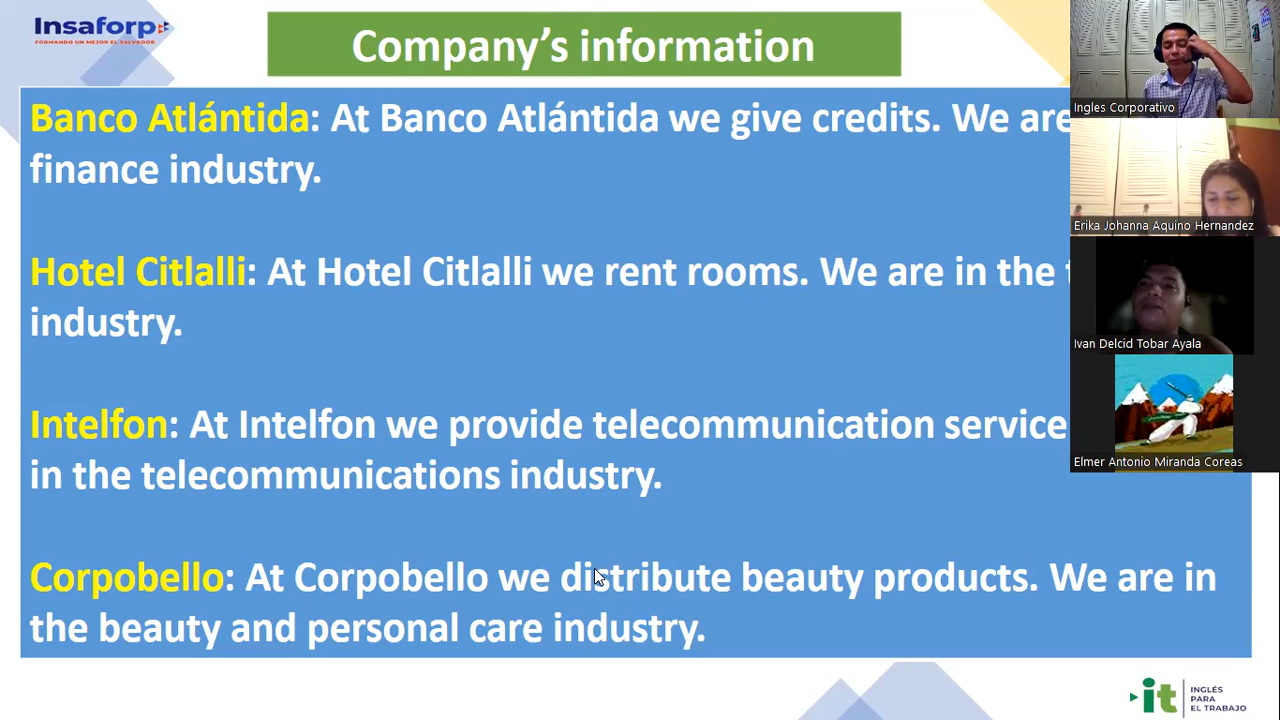 Insaforp
FORMANDO UN MEJOR EL SALVADOR
Company's information
Banco Atlántida: At Banco Atlántida we give credits. We are
finance industry.
Hotel Citlalli: At Hotel Citlalli we rent rooms. We are in the
industry.
Intelfon: At Intelfon we provide telecommunication service
in the telecommunications industry.
Corpobello: At Corpobello we distribute beauty products. We are in
the beauty and personal care industry.
Ingles Corporativo
Erika Johanna Aquino Hernandez
Ivan Delcid Tobar Ayala
Elmer Antonio Miranda Coreas
it
INGLÉS
PARA
EL TRABAJO